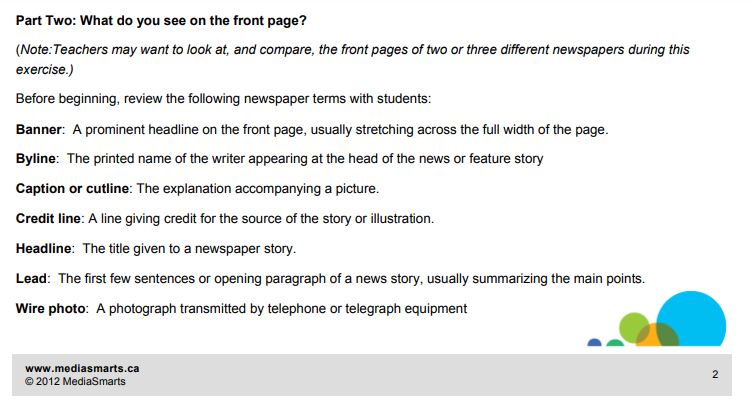 Part Two: What do you see on the front page?
(Note:Teachers may want to look at, and compare, the front pages of two or three different newspapers during this
exercise.)
Before beginning, review the following newspaper terms with students:
Banner: A prominent headline on the front page, usually stretching across the full width of the page.
Byline: The printed name of the writer appearing at the head of the news or feature story
Caption or cutline: The explanation accompanying a picture.
Credit line: A line giving credit for the source of the story or illustration.
Headline: The title given to a newspaper story.
Lead: The first few sentences or opening paragraph of a news story, usually summarizing the main points.
Wire photo: A photograph transmitted by telephone or telegraph equipment
www.mediasmarts.ca
© 2012 MediaSmarts
2